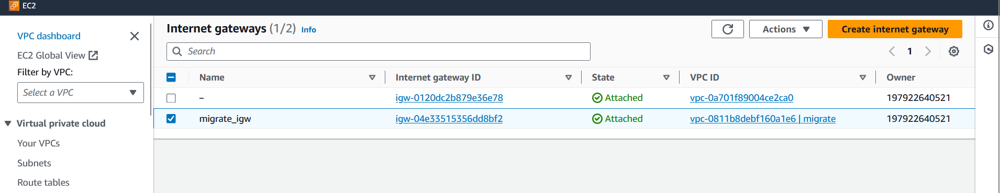 EC2
VPC dashboard
EC2 Global View
Filter by VPC:
Select a VPC
Virtual private cloud
Your VPCs
Subnets
Route tables
Internet gateways (1/2) Info
Actions
Create internet gateway
Search
1
Name Internet gateway ID State VPC ID Owner
– igw-0120dc2b879e36e78 Attached vpc-0a701f89004ce2ca0 197922640521
migrate_igw igw-04e33515356dd8bf2 Attached vpc-0811b8debf160a1e6 | migrate 197922640521